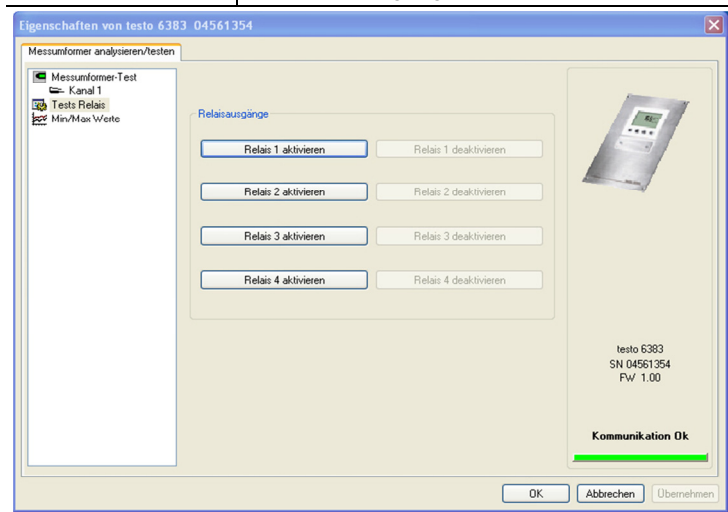 Eigenschaften von testo 6383 04561354
Messumformer analysieren/testen
Messumformer-Test
Kanal 1
Tests Relais
Min/Max Werte
Relaisausgänge
Relais 1 aktivieren Relais 1 deaktivieren
Relais 2 aktivieren Relais 2 deaktivieren
Relais 3 aktivieren Relais 3 deaktivieren
Relais 4 aktivieren Relais 4 deaktivieren
testo 6383
SN 04561354
FW 1.00
Kommunikation Ok
OK Abbrechen Übernehmen